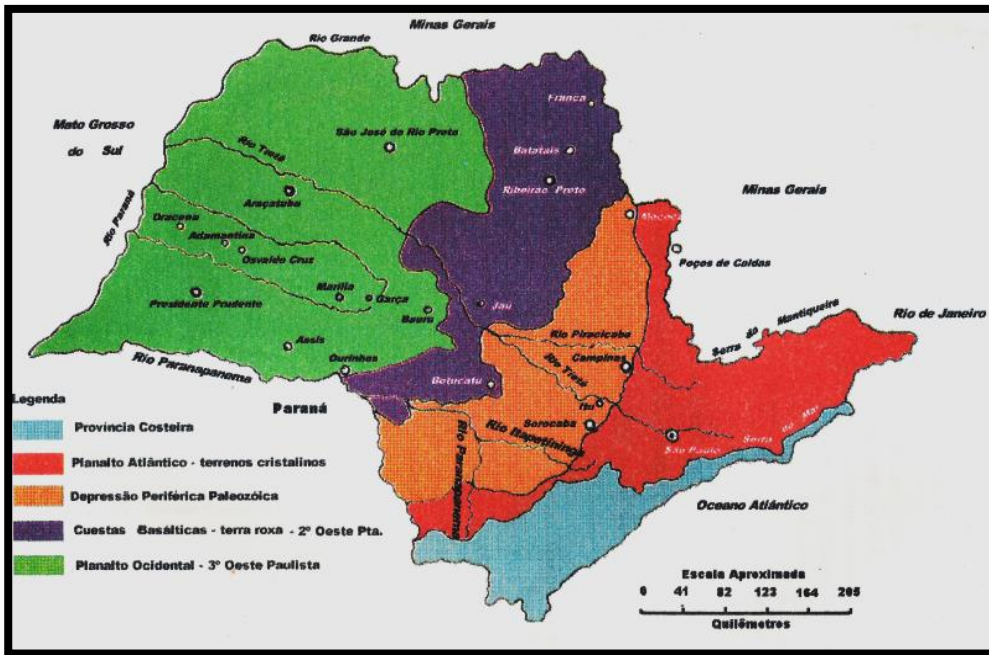 Minas Gerais
Rio Grande
Mato Grosso
do Sul
França
São José do Rio Preto
Batatais
Rio Tretê
Ribeirão Preto
Minas Gerais
Araçatuba
Rio Paraná
Dracena
Mococa
Adamantina
Osvaldo Cruz
Poços de Caldas
Marilia
Garça
Presidente Prudente
Jaú
Bauru
Rio de Janeiro
Serra da Mantiqueira
Rio Piracicaba
Assis
Rio Paranapanema
Ourinhos
Campinas
Rio Tretê
Botucatu
Itu
Sorocaba
São Paulo
Serra do Mar
Rio Itapetininga
Rio Paranapanema
Paraná
Oceano Atlântico
Legenda
Província Costeira
Planalto Atlântico - terrenos cristalinos
Depressão Periférica Paleozóica
Cuestas Basálticas - terra roxa - 2º Oeste Pta.
Planalto Ocidental - 3º Oeste Paulista
Escala Aproximada
0 41 82 123 164 205
Quilômetros